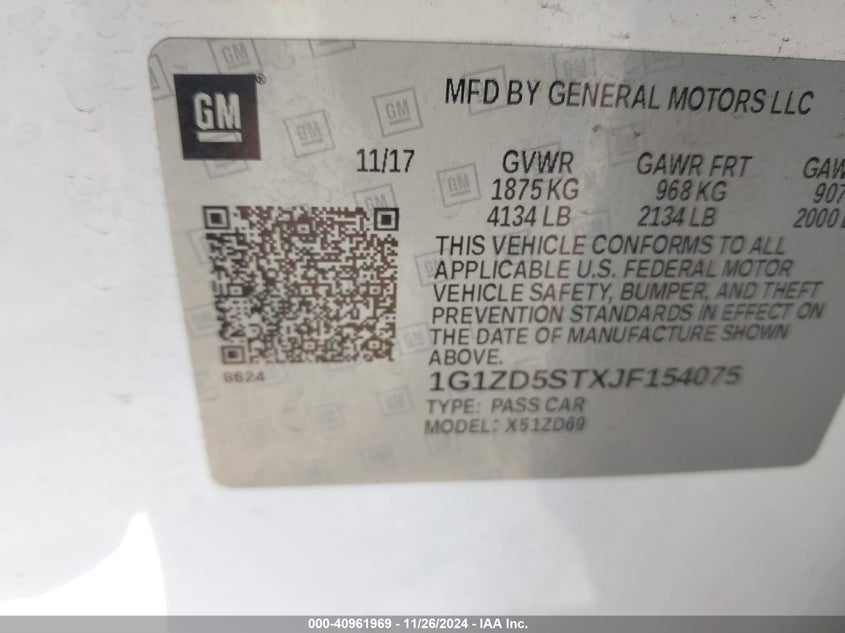 GM
®
MFD BY GENERAL MOTORS LLC
11/17 GVWR GAWR FRT GAW
1875 KG 968 KG 907
4134 LB 2134 LB 2000 L
THIS VEHICLE CONFORMS TO ALL
APPLICABLE U.S. FEDERAL MOTOR
VEHICLE SAFETY, BUMPER, AND THEFT
PREVENTION STANDARDS IN EFFECT ON
THE DATE OF MANUFACTURE SHOWN
ABOVE.
8624
1G1ZD5STXJF154075
TYPE: PASS CAR
MODEL: X51ZD69
000-40961969 - 11/26/2024 - IAA Inc.